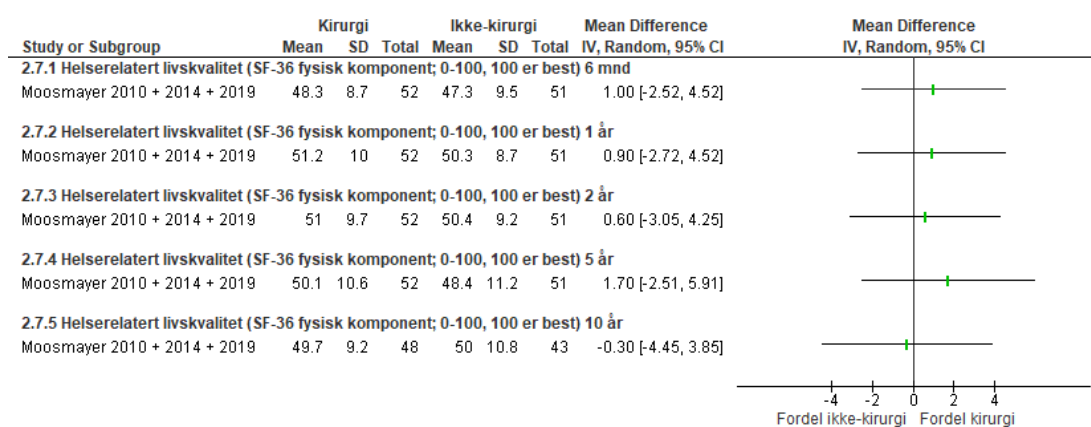 Kirurgi Ikke-kirurgi Mean Difference Mean Difference
Study or Subgroup Mean SD Total Mean SD Total IV, Random, 95% CI IV, Random, 95% CI
2.7.1 Helserelatert livskvalitet (SF-36 fysisk komponent; 0-100, 100 er best) 6 mnd
Moosmayer 2010 + 2014 + 2019 48.3 8.7 52 47.3 9.5 51 1.00 [-2.52, 4.52]
2.7.2 Helserelatert livskvalitet (SF-36 fysisk komponent; 0-100, 100 er best) 1 år
Moosmayer 2010 + 2014 + 2019 51.2 10 52 50.3 8.7 51 0.90 [-2.72, 4.52]
2.7.3 Helserelatert livskvalitet (SF-36 fysisk komponent; 0-100, 100 er best) 2 år
Moosmayer 2010 + 2014 + 2019 51 9.7 52 50.4 9.2 51 0.60 [-3.05, 4.25]
2.7.4 Helserelatert livskvalitet (SF-36 fysisk komponent; 0-100, 100 er best) 5 år
Moosmayer 2010 + 2014 + 2019 50.1 10.6 52 48.4 11.2 51 1.70 [-2.51, 5.91]
2.7.5 Helserelatert livskvalitet (SF-36 fysisk komponent; 0-100, 100 er best) 10 år
Moosmayer 2010 + 2014 + 2019 49.7 9.2 48 50 10.8 43 -0.30 [-4.45, 3.85]
-4 -2 0 2 4
Fordel ikke-kirurgi Fordel kirurgi